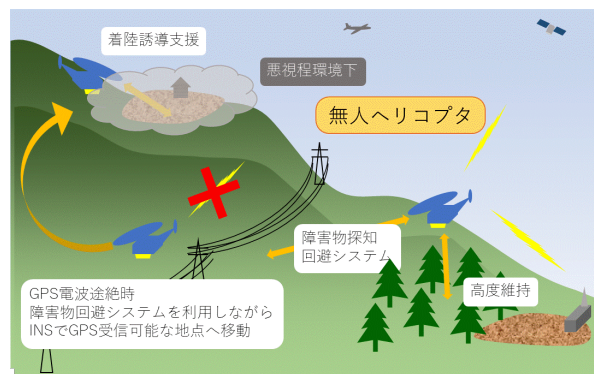 着陸誘導支援
悪視程環境下
無人ヘリコプタ
障害物探知
回避システム
高度維持
GPS電波途絶時
障害物回避システムを利用しながら
INSでGPS受信可能な地点へ移動